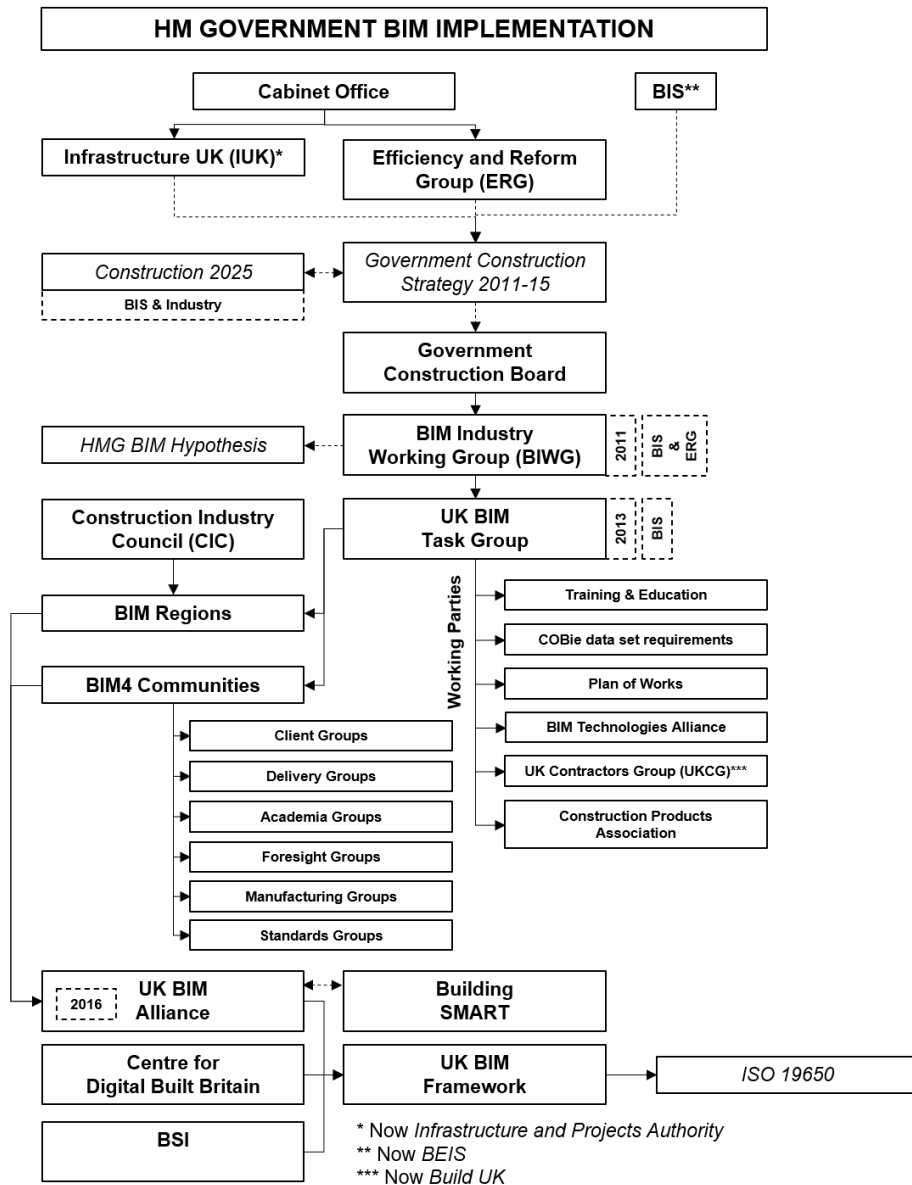 HM GOVERNMENT BIM IMPLEMENTATION
Cabinet Office
BIS**
Infrastructure UK (IUK)*
Efficiency and Reform
Group (ERG)
Construction 2025
BIS & Industry
Government Construction
Strategy 2011-15
Government
Construction Board
HMG BIM Hypothesis
BIM Industry
Working Group (BIWG)
2011
BIS
&
ERG
Construction Industry
Council (CIC)
UK BIM
Task Group
2013
BIS
BIM Regions
BIM4 Communities
Working Parties
Training & Education
COBie data set requirements
Plan of Works
BIM Technologies Alliance
UK Contractors Group (UKCG)***
Construction Products
Association
Client Groups
Delivery Groups
Academia Groups
Foresight Groups
Manufacturing Groups
Standards Groups
2016
UK BIM
Alliance
Building
SMART
Centre for
Digital Built Britain
UK BIM
Framework
ISO 19650
BSI
* Now Infrastructure and Projects Authority
** Now BEIS
*** Now Build UK